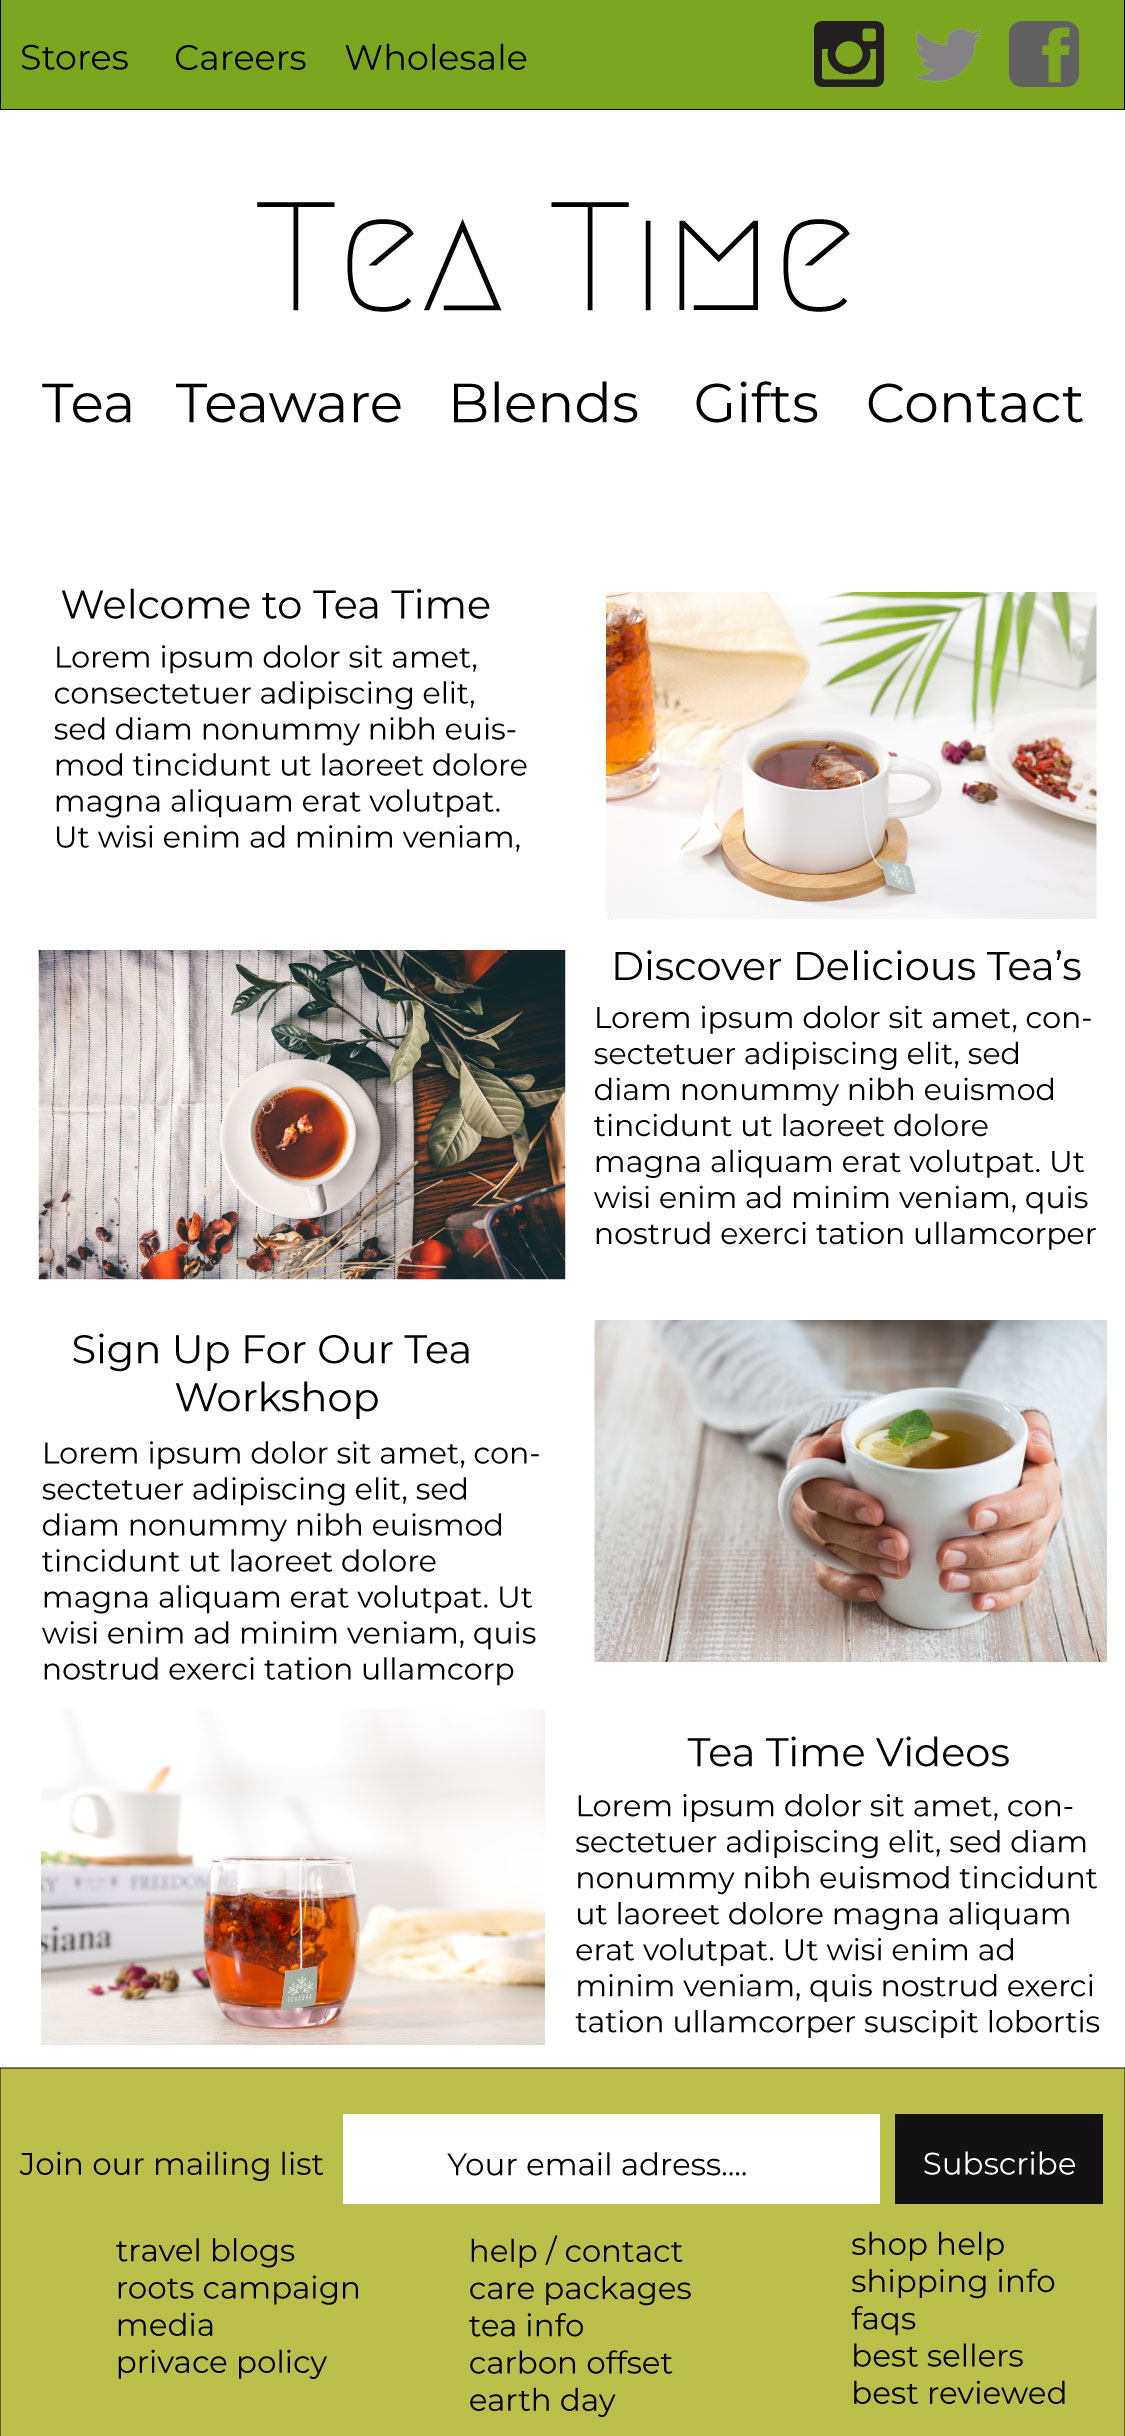 Stores Careers Wholesale
Tea Time
Tea Teaware Blends Gifts Contact
Welcome to Tea Time
Lorem ipsum dolor sit amet,
consectetuer adipiscing elit,
sed diam nonummy nibh euis-
mod tincidunt ut laoreet dolore
magna aliquam erat volutpat.
Ut wisi enim ad minim veniam,
Discover Delicious Tea’s
Lorem ipsum dolor sit amet, con-
sectetuer adipiscing elit, sed
diam nonummy nibh euismod
tincidunt ut laoreet dolore
magna aliquam erat volutpat. Ut
wisi enim ad minim veniam, quis
nostrud exerci tation ullamcorper
Sign Up For Our Tea
Workshop
Lorem ipsum dolor sit amet, con-
sectetuer adipiscing elit, sed
diam nonummy nibh euismod
tincidunt ut laoreet dolore
magna aliquam erat volutpat. Ut
wisi enim ad minim veniam, quis
nostrud exerci tation ullamcorp
FREEDOM
siana
Tea Time Videos
Lorem ipsum dolor sit amet, con-
sectetuer adipiscing elit, sed diam
nonummy nibh euismod tincidunt
ut laoreet dolore magna aliquam
erat volutpat. Ut wisi enim ad
minim veniam, quis nostrud exerci
tation ullamcorper suscipit lobortis
Join our mailing list
Your email adress....
Subscribe
travel blogs
roots campaign
media
privace policy
help / contact
care packages
tea info
carbon offset
earth day
shop help
shipping info
faqs
best sellers
best reviewed